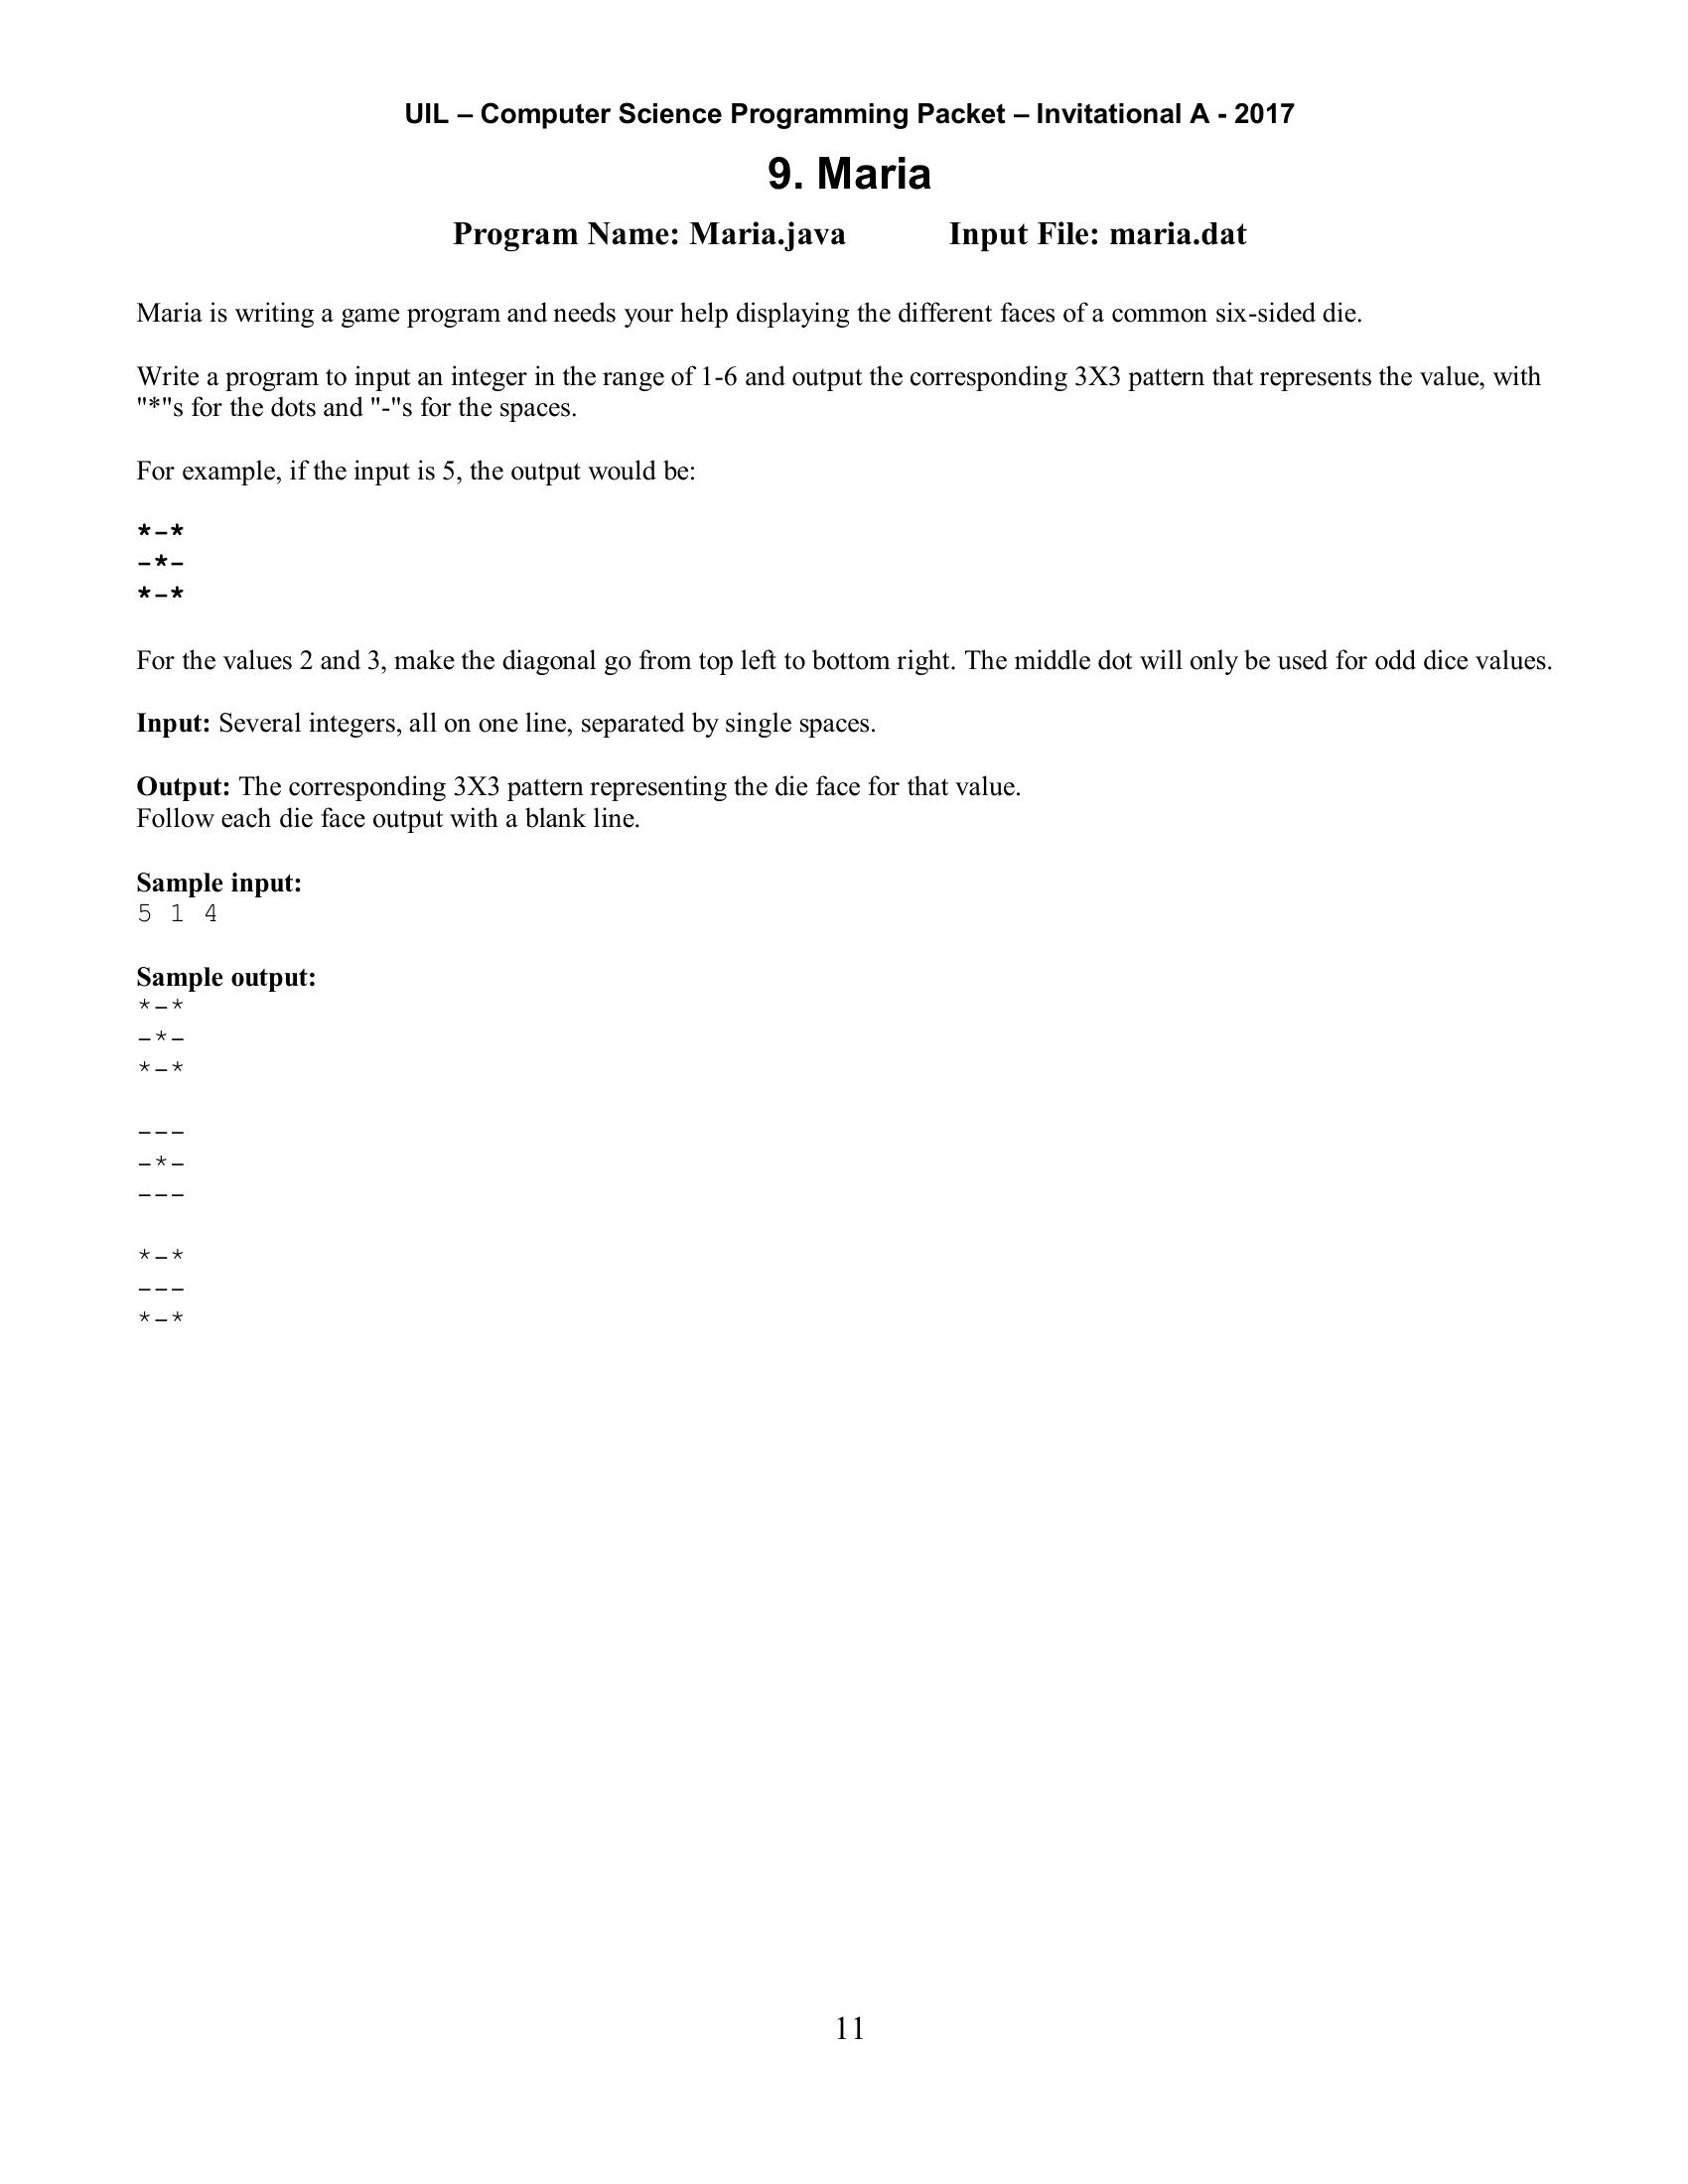 UIL – Computer Science Programming Packet – Invitational A - 2017
9. Maria
Program Name: Maria.java Input File: maria.dat
Maria is writing a game program and needs your help displaying the different faces of a common six-sided die.
Write a program to input an integer in the range of 1-6 and output the corresponding 3X3 pattern that represents the value, with
"*"s for the dots and "-"s for the spaces.
For example, if the input is 5, the output would be:
*-*
-*-
*-*
For the values 2 and 3, make the diagonal go from top left to bottom right. The middle dot will only be used for odd dice values.
Input: Several integers, all on one line, separated by single spaces.
Output: The corresponding 3X3 pattern representing the die face for that value.
Follow each die face output with a blank line.
Sample input:
5 1 4
Sample output:
*-*
-*-
*-*
---
-*-
---
*-*
---
*-*
11